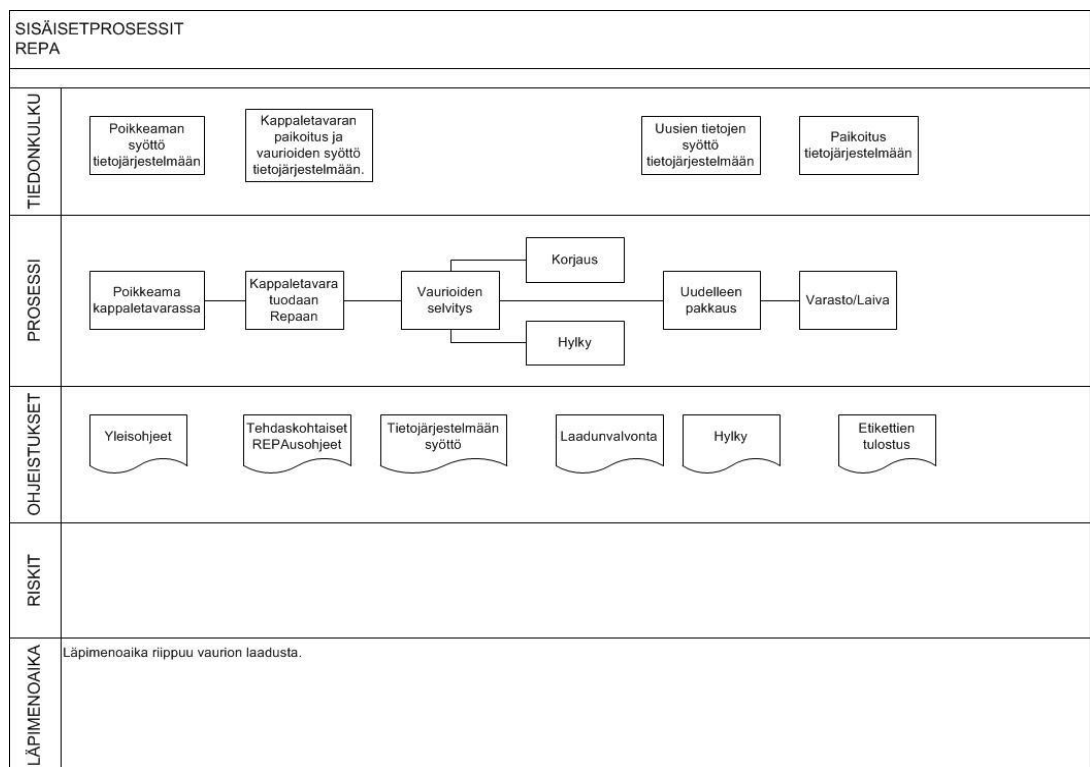 SISÄISETPROSESSIT
REPA
TIEDONKULKU
Poikkeaman
syöttö
tietojärjestelmään
Kappaletavaran
paikoitus ja
vaurioiden syöttö
tietojärjestelmään.
Uusien tietojen
syöttö
tietojärjestelmään
Paikoitus
tietojärjestelmään
PROSESSI
Poikkeama
kappaletavarassa
Kappaletavara
tuodaan
Repaan
Vaurioiden
selvitys
Korjaus
Hylky
Uudelleen
pakkaus
Varasto/Laiva
OHJEISTUKSET
Yleisohjeet
Tehdaskohtaiset
REPAusohjeet
Tietojärjestelmään
syöttö
Laadunvalvonta
Hylky
Etikettien
tulostus
RISKIT
LÄPIMENOAIKA
Läpimenoaika riippuu vaurion laadusta.